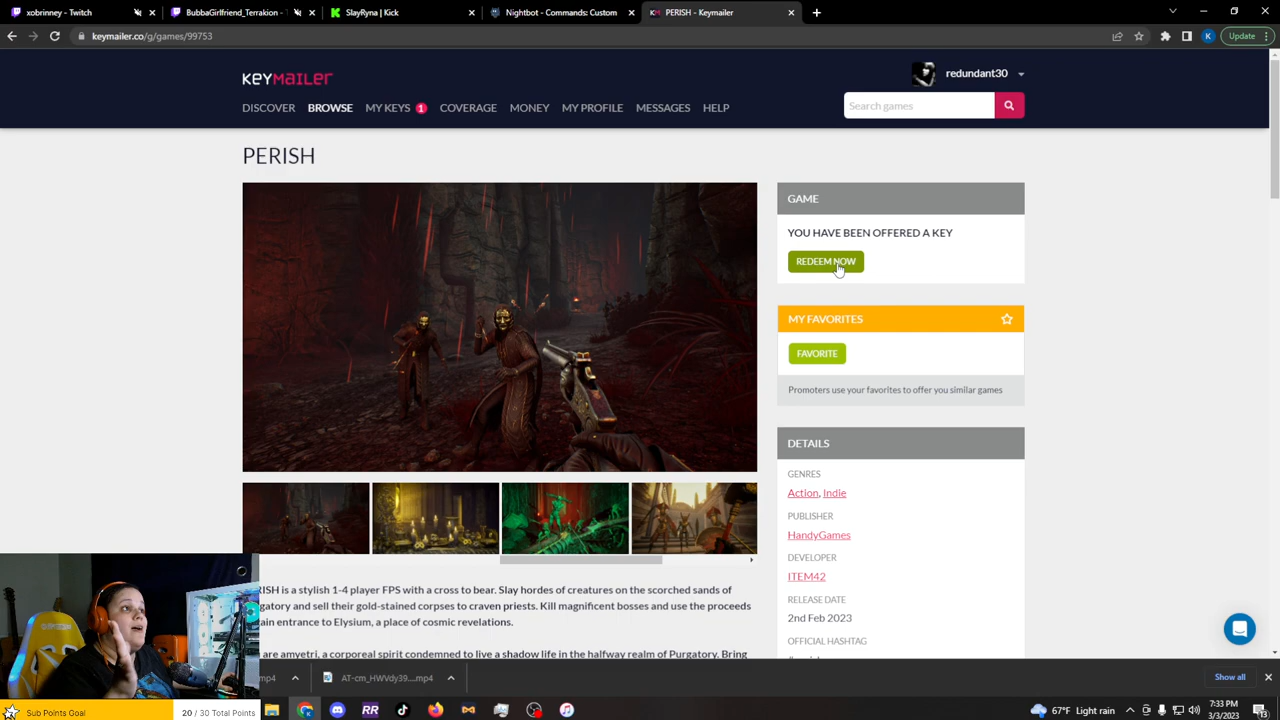 xobrinney - Twitch
BubbaGirlfriend_Terrakion -
SlayRyna | Kick
Nightbot - Commands: Custom
PERISH - Keymailer
keymailer.co/g/games/99753
K
Update
KEYMAILER
redundant30
DISCOVER BROWSE MY KEYS 1 COVERAGE MONEY MY PROFILE MESSAGES HELP
Search games
PERISH
GAME
YOU HAVE BEEN OFFERED A KEY
REDEEM NOW
MY FAVORITES
FAVORITE
Promoters use your favorites to offer you similar games
DETAILS
GENRES
Action, Indie
PUBLISHER
HandyGames
DEVELOPER
ITEM42
RELEASE DATE
2nd Feb 2023
OFFICIAL HASHTAG
RISH is a stylish 1-4 player FPS with a cross to bear. Slay hordes of creatures on the scorched sands of
gatory and sell their gold-stained corpses to craven priests. Kill magnificent bosses and use the proceeds
ain entrance to Elysium, a place of cosmic revelations.
are amyetri, a corporeal spirit condemned to live a shadow life in the halfway realm of Purgatory. Bring
mp4
AT-cm_HWVdy39....mp4
Show all
Sub Points Goal
20 / 30 Total Points
RR
67°F Light rain
7:33 PM
3/3/2023